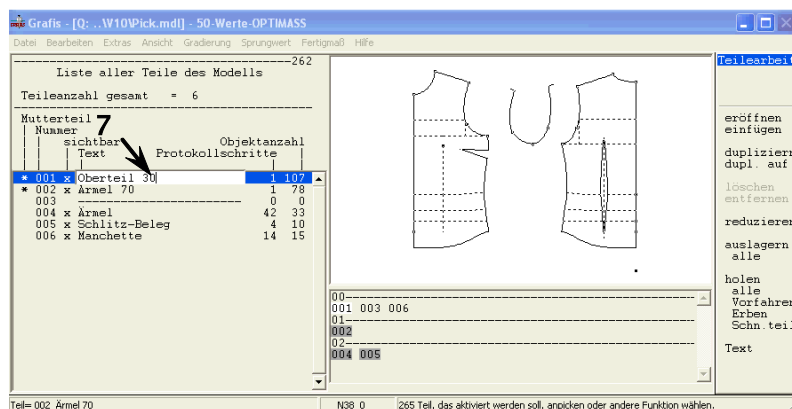 Grafis - [Q: ...\V10\Pick.mdl] - 50-Werte-OPTIMASS
Datei Bearbeiten Extras Ansicht Gradierung Sprungwert Fertigmaß Hilfe
262
Liste aller Teile des Modells
Teileanzahl gesamt = 6
Mutterteil
Nummer
7
sichtbar Objektanzahl
Text Protokollschritte
* 001 x Oberteil 30 1 107
* 002 x Ärmel 70 1 78
003 -------------------- 0 0
004 x Ärmel 42 33
005 x Schlitz-Beleg 4 10
006 x Manchette 14 15
00
001 003 006
01
002
02
004 005
Teilearbeit
eröffnen
einfügen
duplizieren
dupl. auf
löschen
entfernen
reduzieren
auslagern
alle
holen
alle
Vorfahren
Erben
Schn.teil
Text
Teil= 002 Ärmel 70 N38 0 265 Teil, das aktiviert werden soll, anpicken oder andere Funktion wählen.